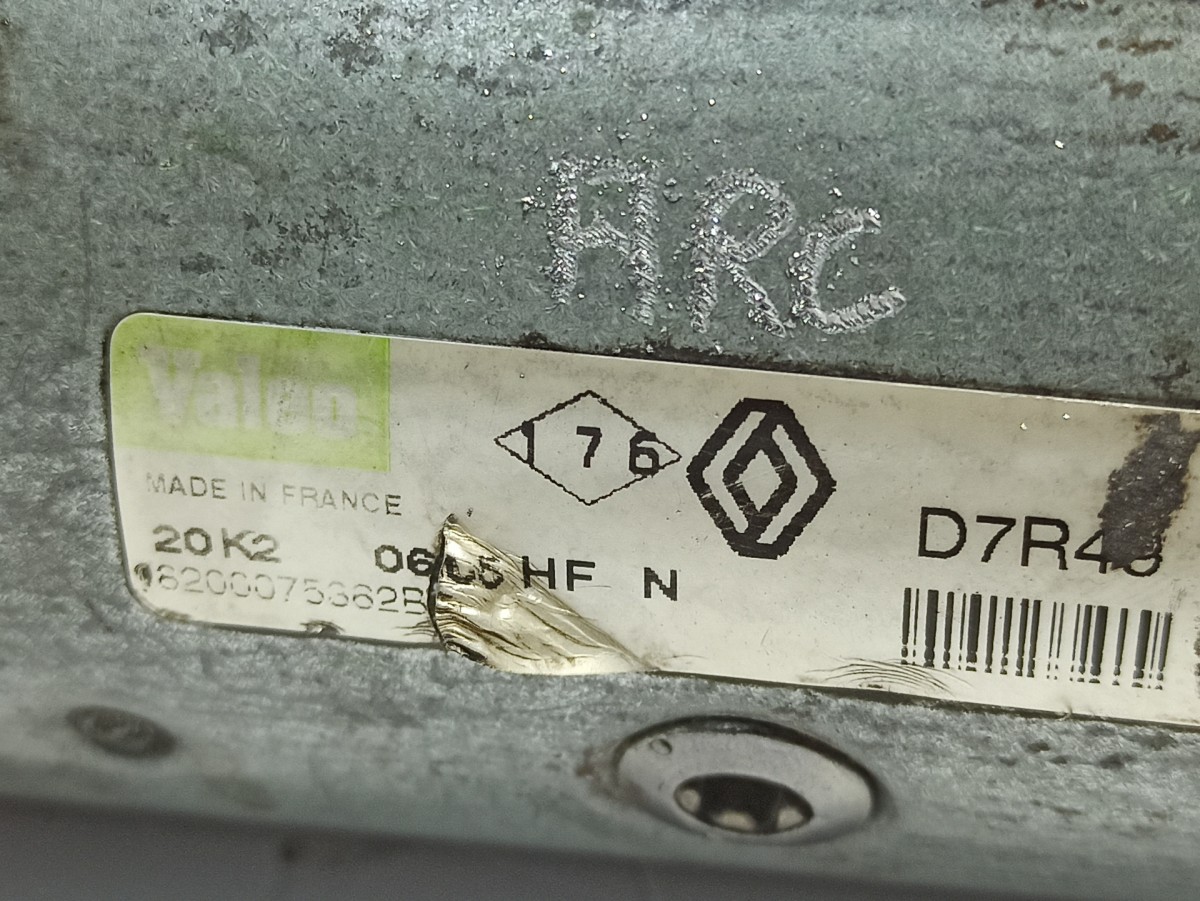 ARC
Valeo
176
MADE IN FRANCE
D7R4
20K2
HF N